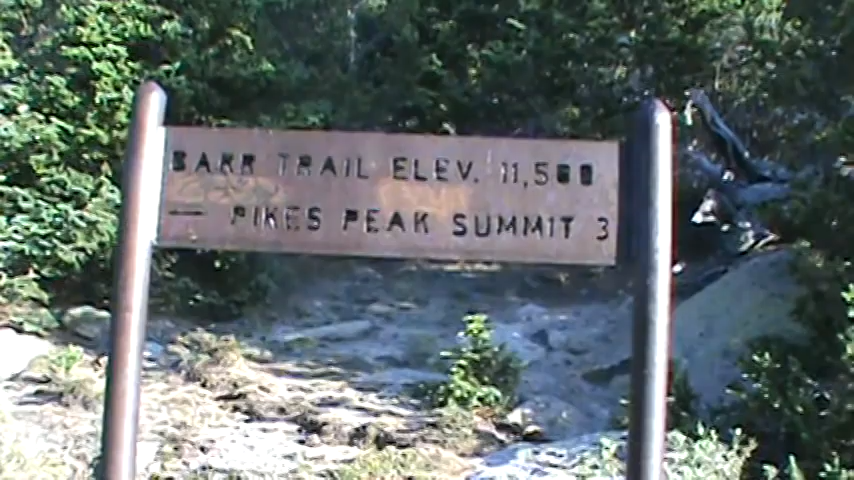 BARR TRAIL ELEV. 11,500
— PIKES PEAK SUMMIT 3